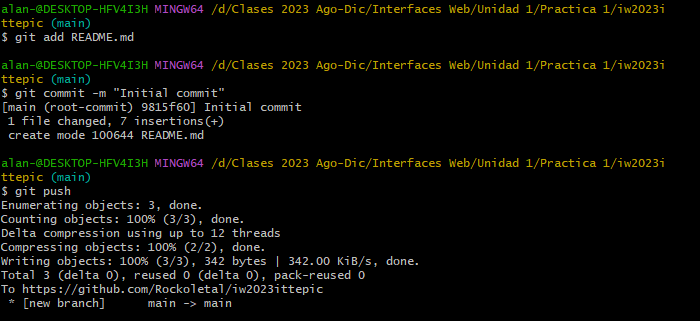 alan-@DESKTOP-HFV4I3H MINGW64 /d/Clases 2023 Ago-Dic/Interfaces Web/Unidad 1/Practica 1/iw2023i
ttepic (main)
$ git add README.md
alan-@DESKTOP-HFV4I3H MINGW64 /d/Clases 2023 Ago-Dic/Interfaces Web/Unidad 1/Practica 1/iw2023i
ttepic (main)
$ git commit -m "Initial commit"
[main (root-commit) 9815f60] Initial commit
 1 file changed, 7 insertions(+)
 create mode 100644 README.md
alan-@DESKTOP-HFV4I3H MINGW64 /d/Clases 2023 Ago-Dic/Interfaces Web/Unidad 1/Practica 1/iw2023i
ttepic (main)
$ git push
Enumerating objects: 3, done.
Counting objects: 100% (3/3), done.
Delta compression using up to 12 threads
Compressing objects: 100% (2/2), done.
Writing objects: 100% (3/3), 342 bytes | 342.00 KiB/s, done.
Total 3 (delta 0), reused 0 (delta 0), pack-reused 0
To https://github.com/Rockoletal/iw2023ittepic
 * [new branch]      main -> main